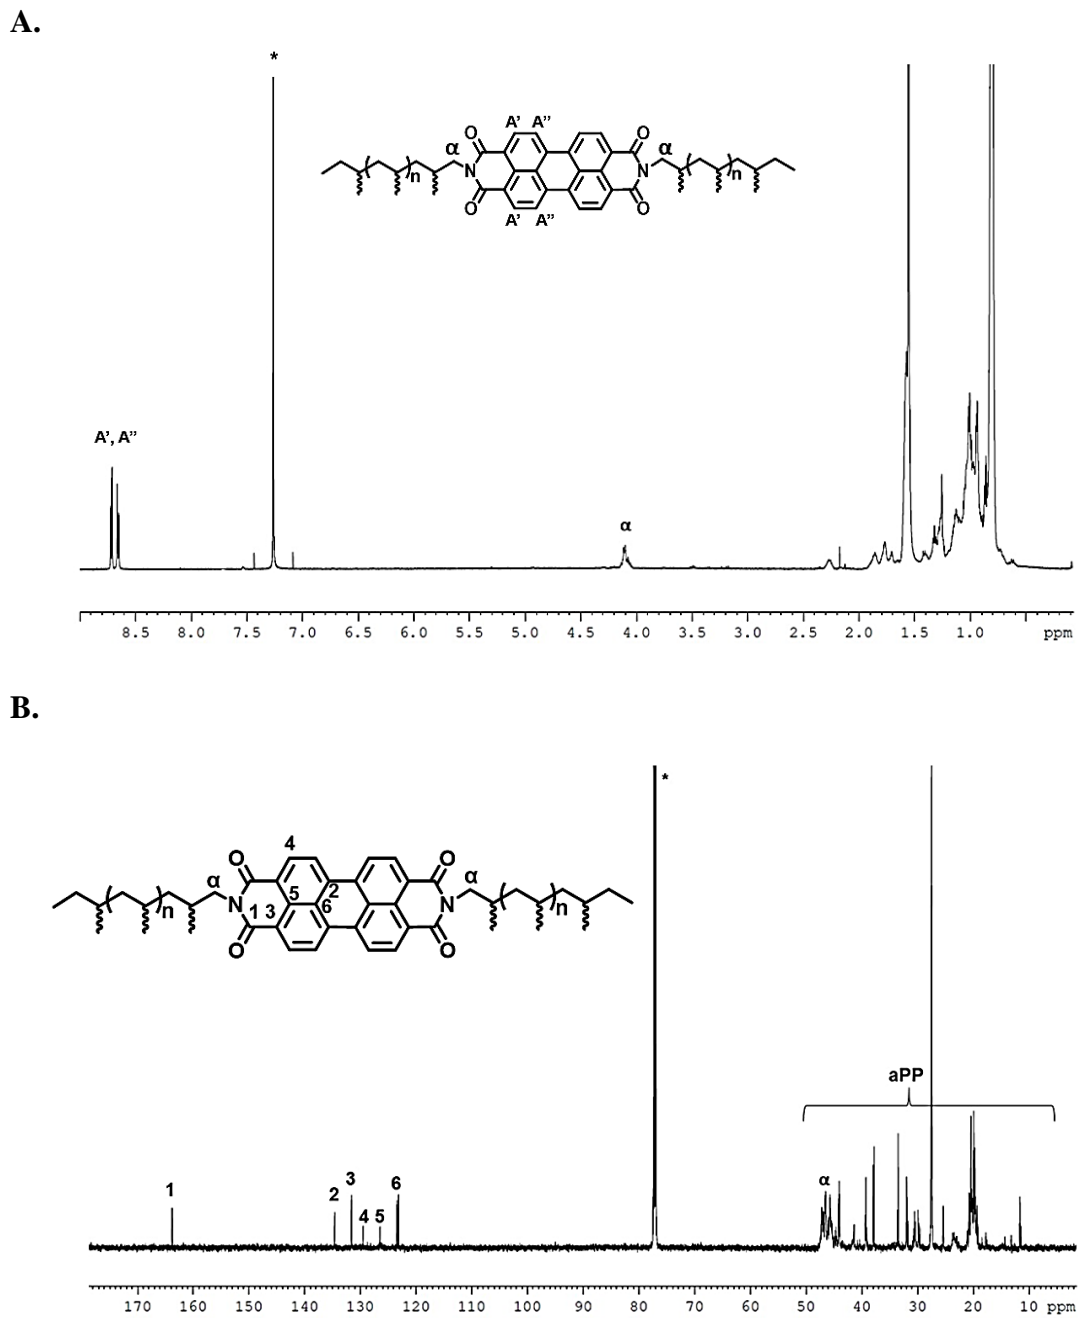 A.
*
A' A"
O O
α α
N N
n n
O O
A' A"
A', A"
α
8.5 8.0 7.5 7.0 6.5 6.0 5.5 5.0 4.5 4.0 3.5 3.0 2.5 2.0 1.5 1.0 ppm
B.
*
4
O O
α α
5 2
N 1 3 6 N
n n
O O
aPP
1 2 3 4 5 6 α
170 160 150 140 130 120 110 100 90 80 70 60 50 40 30 20 10 ppm